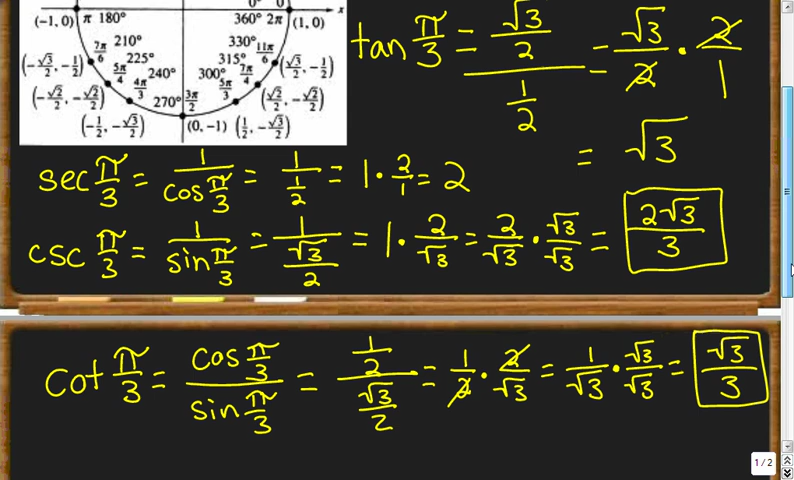 0° 0
(-1, 0) π 180° 360° 2π (1, 0) x
7π/6 210° 330° 11π/6
(-√3/2, -1/2) 225° 315° (√3/2, -1/2)
5π/4 240° 300° 7π/4
(-√2/2, -√2/2) 4π/3 5π/3 (√2/2, -√2/2)
270° 3π/2
(-1/2, -√3/2) (0, -1) (1/2, -√3/2)
tan π/3 = (√3/2)/(1/2) = √3/2 · 2/1
= √3
sec π/3 = 1/(cos π/3) = 1/(1/2) = 1 · 2/1 = 2
csc π/3 = 1/(sin π/3) = 1/(√3/2) = 1 · 2/√3 = 2/√3 · √3/√3 = 2√3/3
cot π/3 = (cos π/3)/(sin π/3) = (1/2)/(√3/2) = 1/2 · 2/√3 = 1/√3 · √3/√3 = √3/3
1 / 2